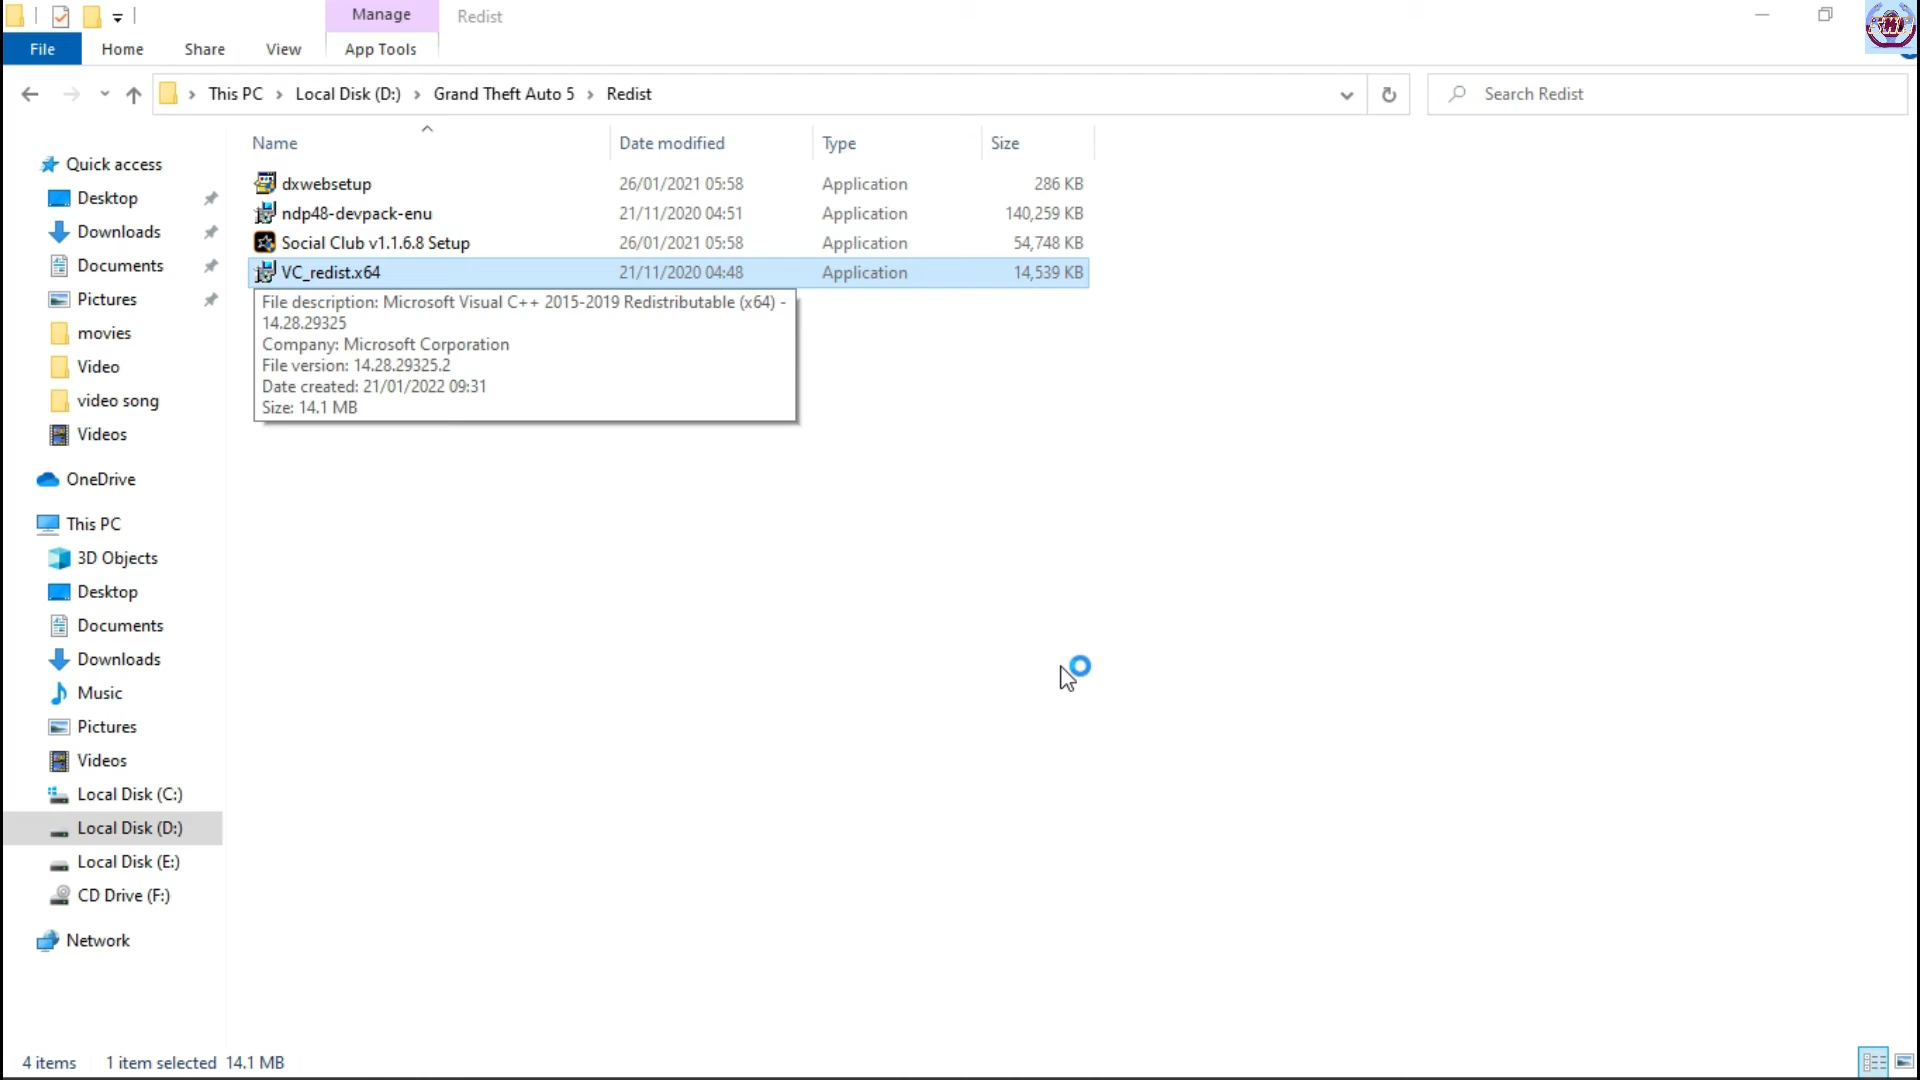 Manage
Redist
File
Home
Share
View
App Tools
This PC
Local Disk (D:)
Grand Theft Auto 5
Redist
Search Redist
Name
Date modified
Type
Size
dxwebsetup
26/01/2021 05:58
Application
286 KB
ndp48-devpack-enu
21/11/2020 04:51
Application
140,259 KB
Social Club v1.1.6.8 Setup
26/01/2021 05:58
Application
54,748 KB
VC_redist.x64
21/11/2020 04:48
Application
14,539 KB
File description: Microsoft Visual C++ 2015-2019 Redistributable (x64) -
14.28.29325
Company: Microsoft Corporation
File version: 14.28.29325.2
Date created: 21/01/2022 09:31
Size: 14.1 MB
Quick access
Desktop
Downloads
Documents
Pictures
movies
Video
video song
Videos
OneDrive
This PC
3D Objects
Desktop
Documents
Downloads
Music
Pictures
Videos
Local Disk (C:)
Local Disk (D:)
Local Disk (E:)
CD Drive (F:)
Network
4 items
1 item selected 14.1 MB